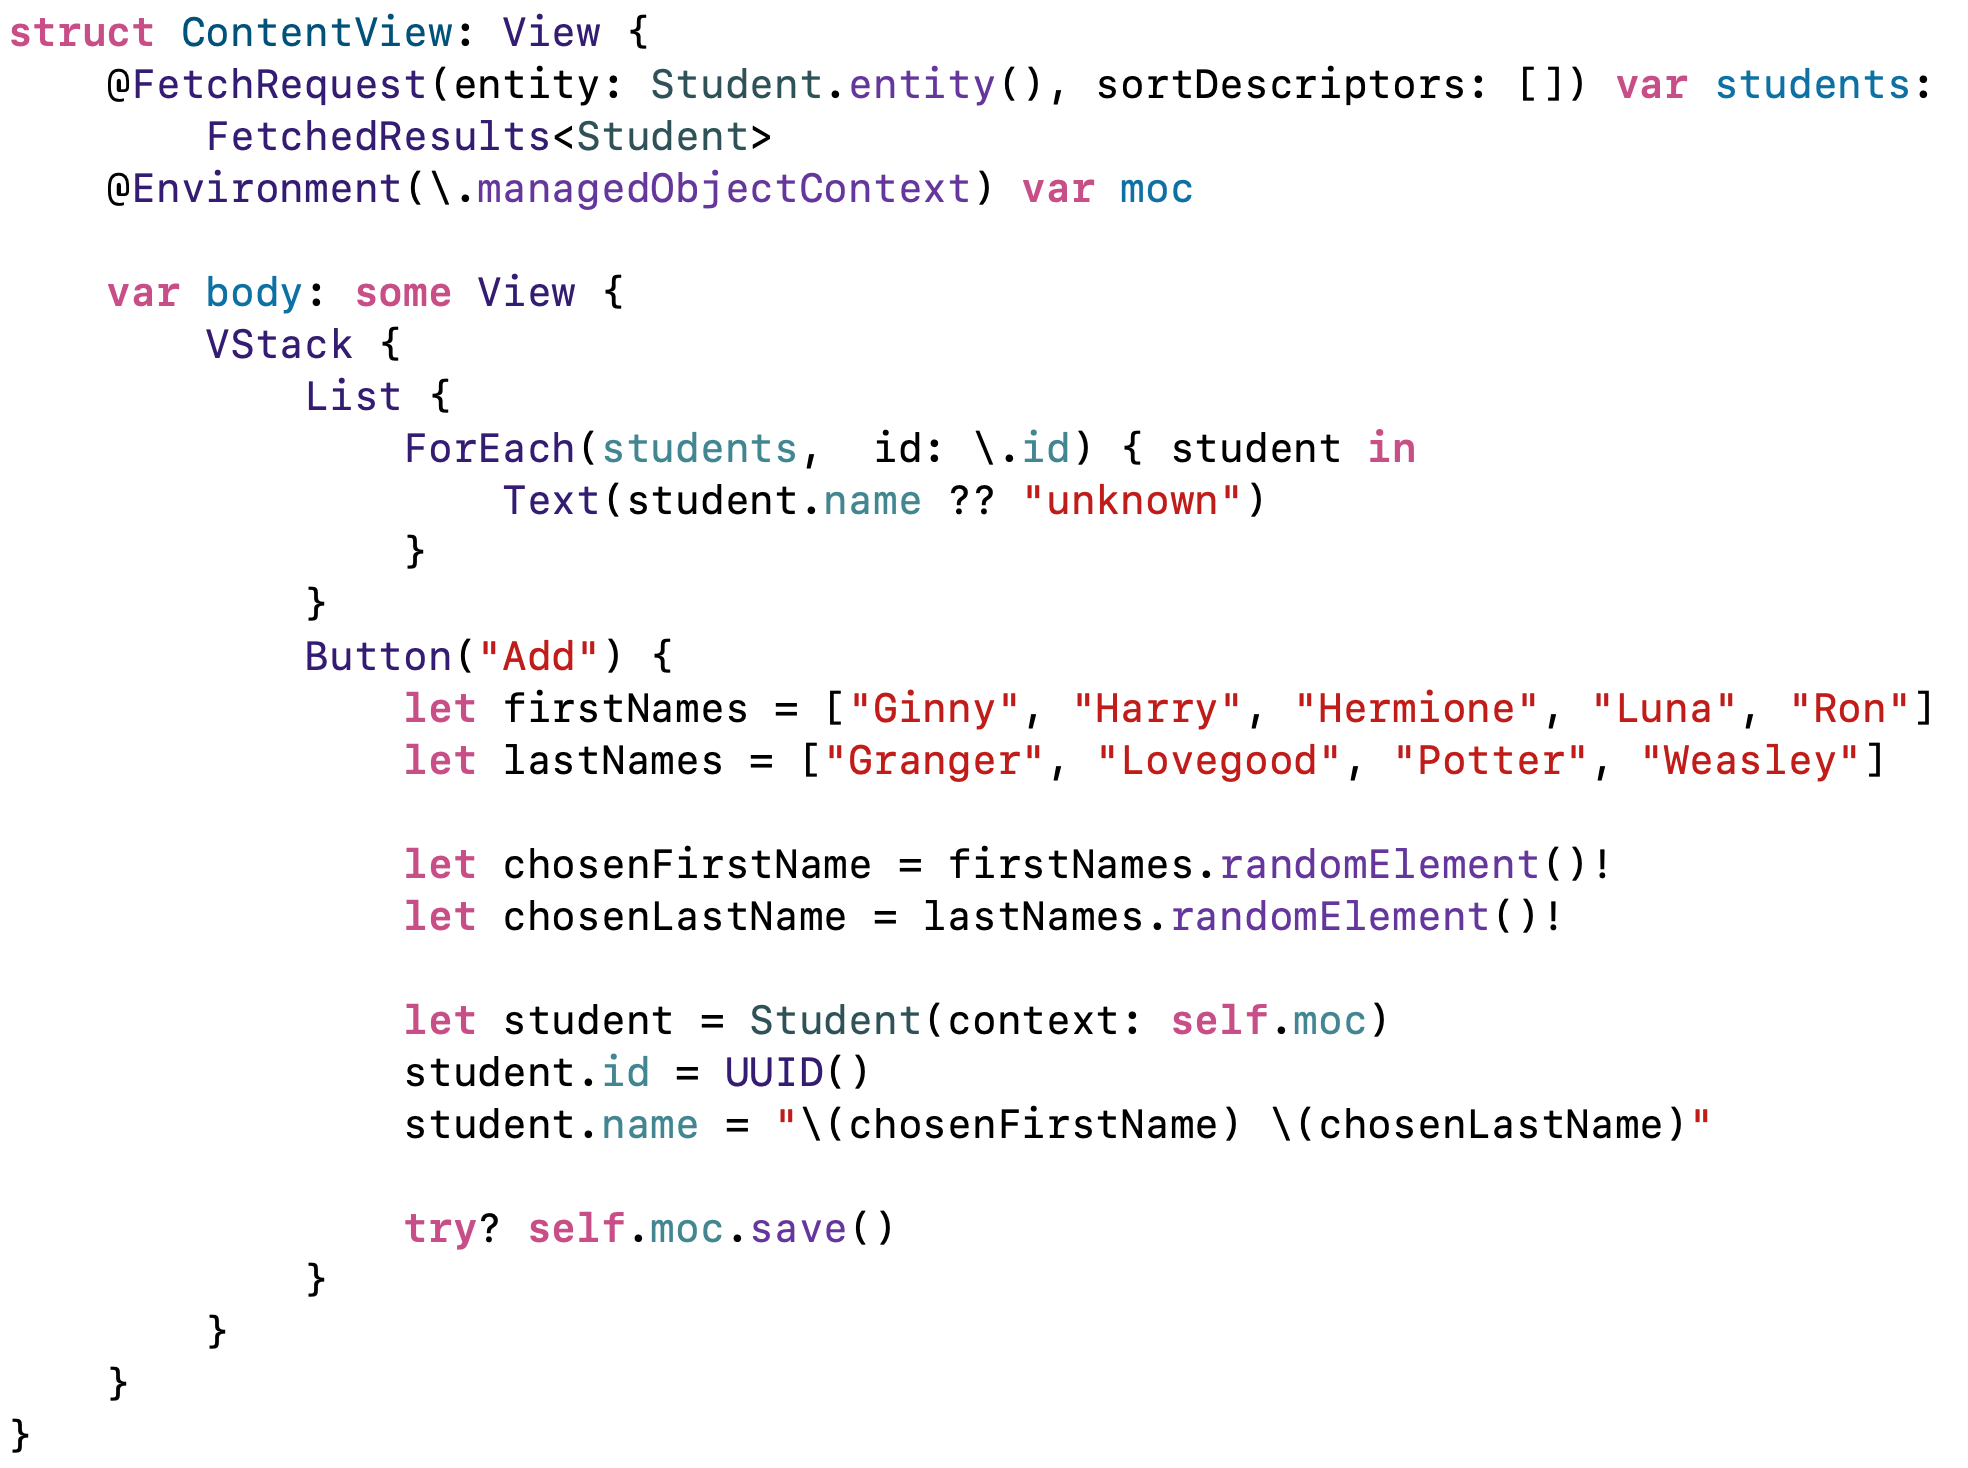 struct ContentView: View {
    @FetchRequest(entity: Student.entity(), sortDescriptors: []) var students:
        FetchedResults<Student>
    @Environment(\.managedObjectContext) var moc

    var body: some View {
        VStack {
            List {
                ForEach(students,  id: \.id) { student in
                    Text(student.name ?? "unknown")
                }
            }
            Button("Add") {
                let firstNames = ["Ginny", "Harry", "Hermione", "Luna", "Ron"]
                let lastNames = ["Granger", "Lovegood", "Potter", "Weasley"]

                let chosenFirstName = firstNames.randomElement()!
                let chosenLastName = lastNames.randomElement()!

                let student = Student(context: self.moc)
                student.id = UUID()
                student.name = "\(chosenFirstName) \(chosenLastName)"

                try? self.moc.save()
            }
        }
    }
}